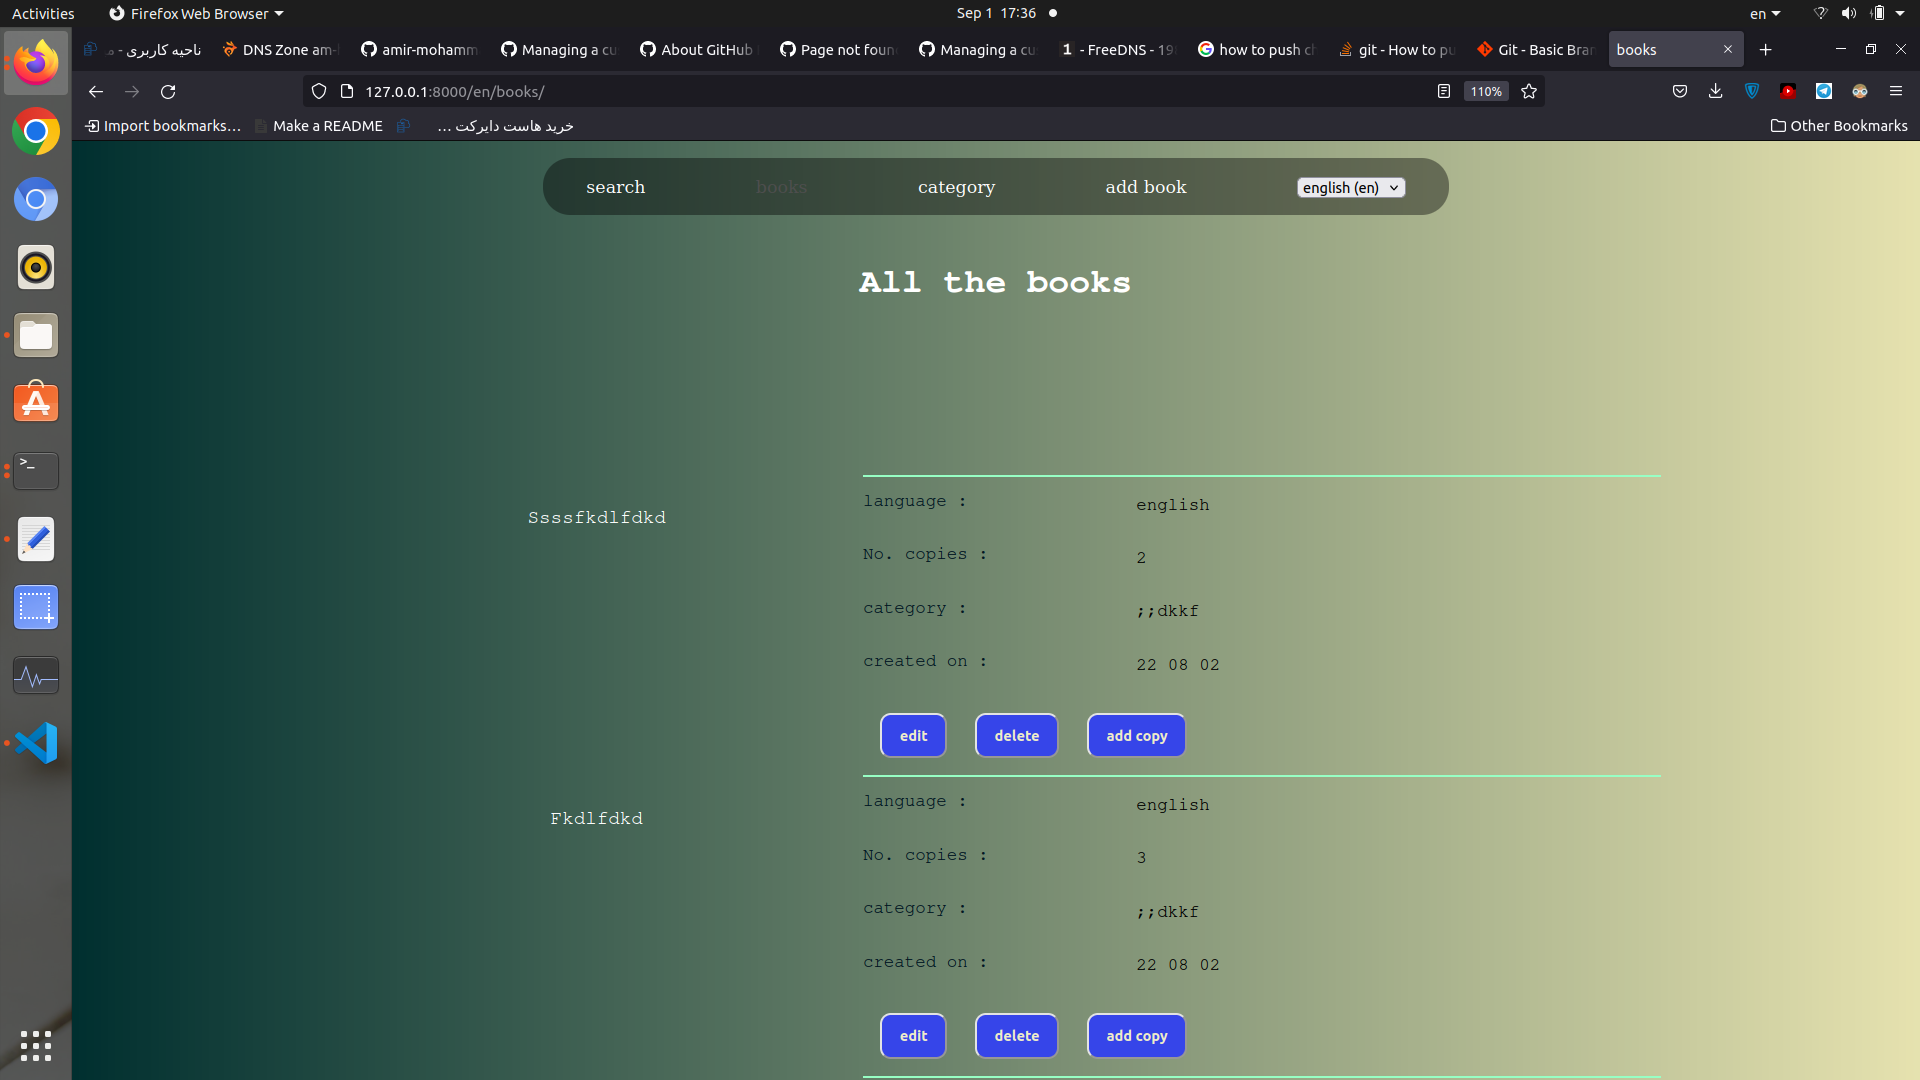 Activities
Firefox Web Browser
Sep 1 17:36
en
ناحیه کاربری - م
DNS Zone am-
amir-mohamm
Managing a cu
About GitHub
Page not foun
Managing a cu
1 - FreeDNS - 19
how to push ch
git - How to pu
Git - Basic Bran
books
127.0.0.1:8000/en/books/
110%
Import bookmarks…
Make a README
خرید هاست دایرکت ...
Other Bookmarks
search
books
category
add book
english (en)
All the books
Ssssfkdlfdkd
language :
english
No. copies :
2
category :
;;dkkf
created on :
22 08 02
edit
delete
add copy
Fkdlfdkd
language :
english
No. copies :
3
category :
;;dkkf
created on :
22 08 02
edit
delete
add copy